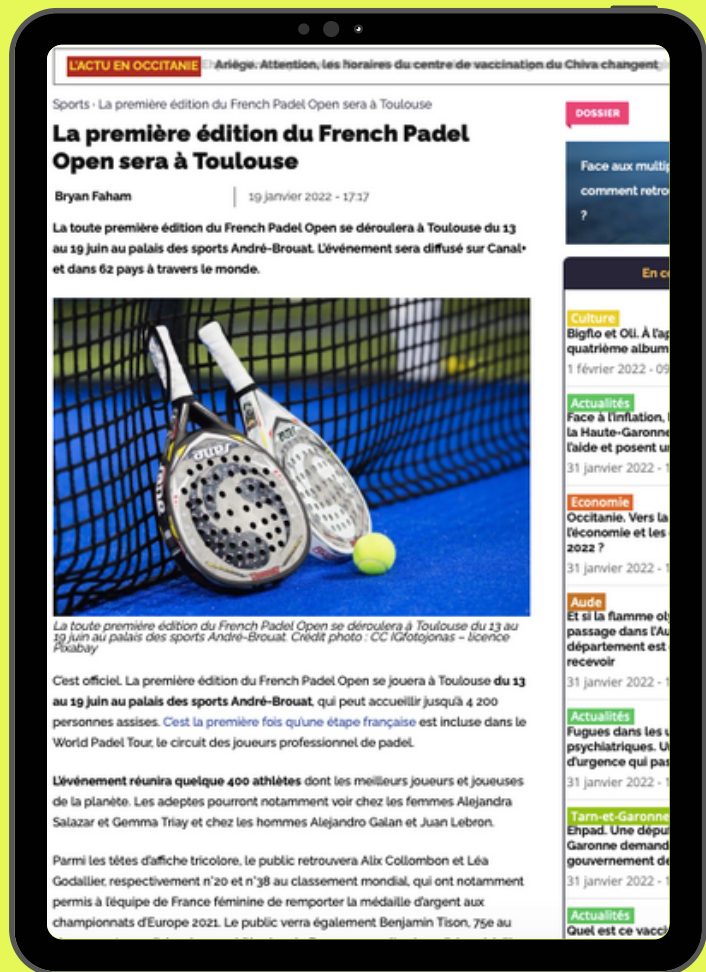 L'ACTU EN OCCITANIE Ariège. Attention, les horaires du centre de vaccination du Chiva changent
Sports · La première édition du French Padel Open sera à Toulouse
La première édition du French Padel
Open sera à Toulouse
Bryan Faham 19 janvier 2022 - 17:17
La toute première édition du French Padel Open se déroulera à Toulouse du 13
au 19 juin au palais des sports André-Brouat. L'événement sera diffusé sur Canal+
et dans 62 pays à travers le monde.
La toute première édition du French Padel Open se déroulera à Toulouse du 13 au
19 juin au palais des sports André-Brouat. Crédit photo : CC IQfotojonas – licence
Pixabay
C'est officiel. La première édition du French Padel Open se jouera à Toulouse du 13
au 19 juin au palais des sports André-Brouat, qui peut accueillir jusqu'à 4 200
personnes assises. C'est la première fois qu'une étape française est incluse dans le
World Padel Tour, le circuit des joueurs professionnel de padel.
L'événement réunira quelque 400 athlètes dont les meilleurs joueurs et joueuses
de la planète. Les adeptes pourront notamment voir chez les femmes Alejandra
Salazar et Gemma Triay et chez les hommes Alejandro Galan et Juan Lebron.
Parmi les têtes d'affiche tricolore, le public retrouvera Alix Collombon et Léa
Godallier, respectivement n°20 et n°38 au classement mondial, qui ont notamment
permis à l'équipe de France féminine de remporter la médaille d'argent aux
championnats d'Europe 2021. Le public verra également Benjamin Tison, 75e au
DOSSIER
Face aux multip
comment retro
?
En co
Culture
Bigflo et Oli. À l'ap
quatrième album
1 février 2022 - 09
Actualités
Face à l'inflation,
la Haute-Garonne
l'aide et posent u
31 janvier 2022 - 1
Economie
Occitanie. Vers la
l'économie et les
2022 ?
31 janvier 2022 - 1
Aude
Et si la flamme ol
passage dans l'Au
département est
recevoir
31 janvier 2022 - 1
Actualités
Fugues dans les u
psychiatriques. U
d'urgence qui pas
31 janvier 2022 - 1
Tarn-et-Garonne
Ehpad. Une dépu
Garonne demand
gouvernement de
31 janvier 2022 - 1
Actualités
Quel est ce vacc